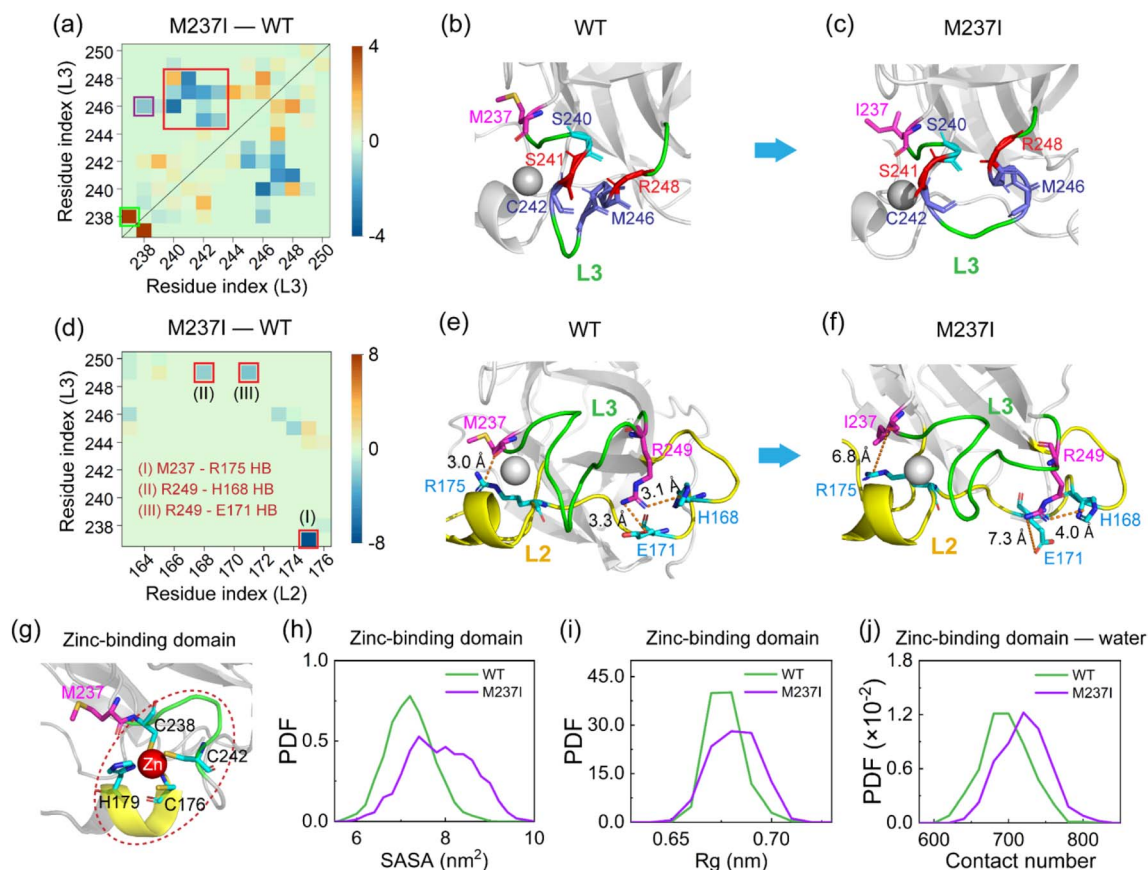 (a)
M237I — WT
Residue index (L3)
250
248
246
244
242
240
238
238
240
242
244
246
248
250
Residue index (L3)
4
0
-4
(b)
WT
M237
S240
S241
R248
C242
M246
L3
(c)
M237I
I237
S240
R248
S241
M246
C242
L3
(d)
M237I — WT
Residue index (L3)
250
248
246
244
242
240
238
(II)
(III)
(I) M237 - R175 HB
(II) R249 - H168 HB
(III) R249 - E171 HB
(I)
164
166
168
170
172
174
176
Residue index (L2)
8
0
-8
(e)
WT
L3
M237
R249
3.0 Å
R175
3.1 Å
3.3 Å
H168
L2
E171
(f)
M237I
L3
I237
R249
6.8 Å
R175
H168
7.3 Å
4.0 Å
L2
E171
(g)
Zinc-binding domain
M237
C238
C242
Zn
H179
C176
(h)
Zinc-binding domain
PDF
1.0
0.5
0.0
WT
M237I
6
8
10
SASA (nm²)
(i)
Zinc-binding domain
PDF
45.0
30.0
15.0
0.0
WT
M237I
0.65
0.70
Rg (nm)
(j)
Zinc-binding domain — water
PDF (×10⁻²)
1.8
1.2
0.6
0.0
WT
M237I
600
700
800
Contact number